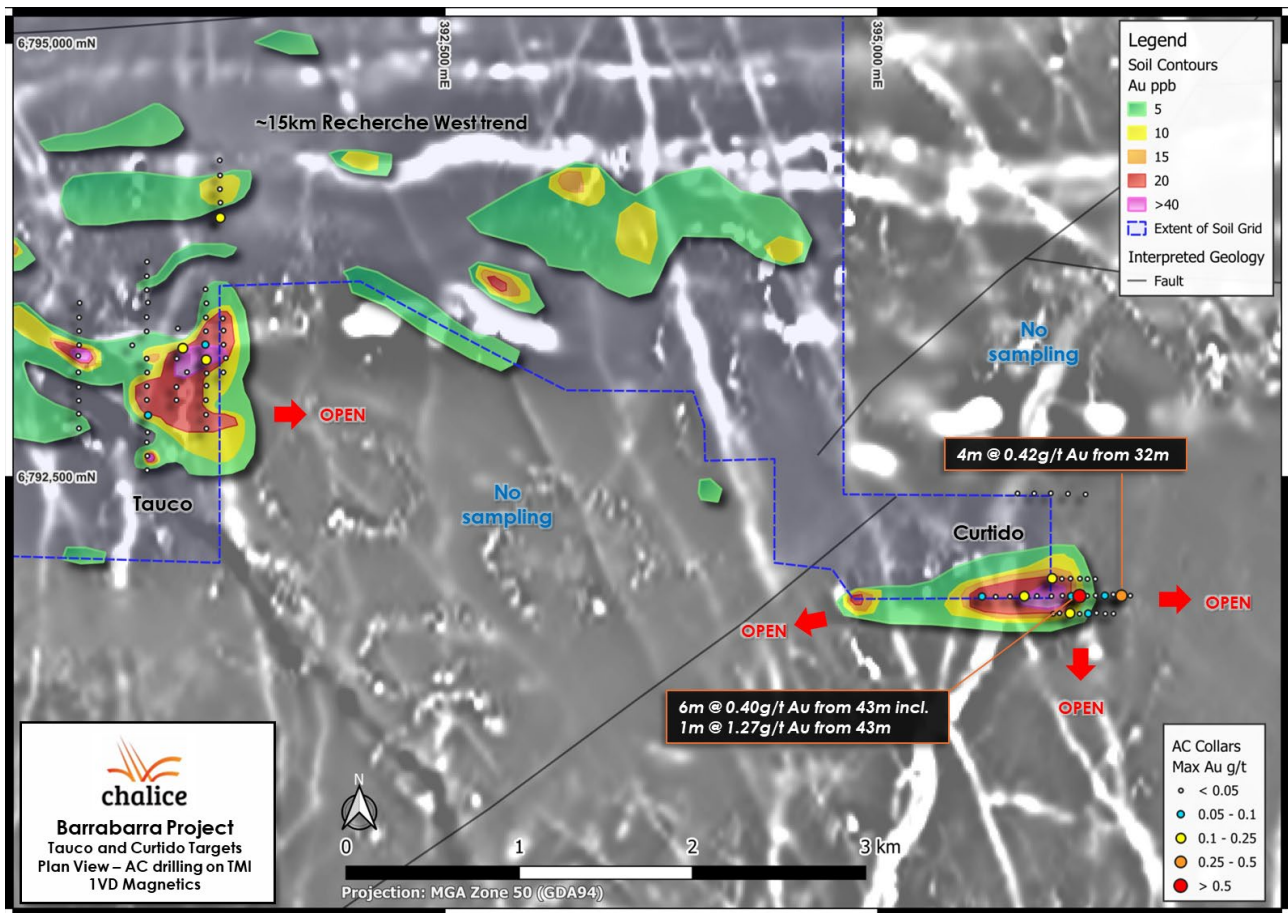 6,795,000 mN
392,500 mE
395,000 mE
Legend
Soil Contours
Au ppb
5
10
15
20
>40
Extent of Soil Grid
Interpreted Geology
Fault
~15km Recherche West trend
No
sampling
OPEN
4m @ 0.42g/t Au from 32m
6,792,500 mN
Tauco
No
sampling
Curtido
OPEN
OPEN
6m @ 0.40g/t Au from 43m incl.
1m @ 1.27g/t Au from 43m
OPEN
chalice
Barrabarra Project
Tauco and Curtido Targets
Plan View – AC drilling on TMI
1VD Magnetics
N
0 1 2 3 km
Projection: MGA Zone 50 (GDA94)
AC Collars
Max Au g/t
< 0.05
0.05 - 0.1
0.1 - 0.25
0.25 - 0.5
> 0.5